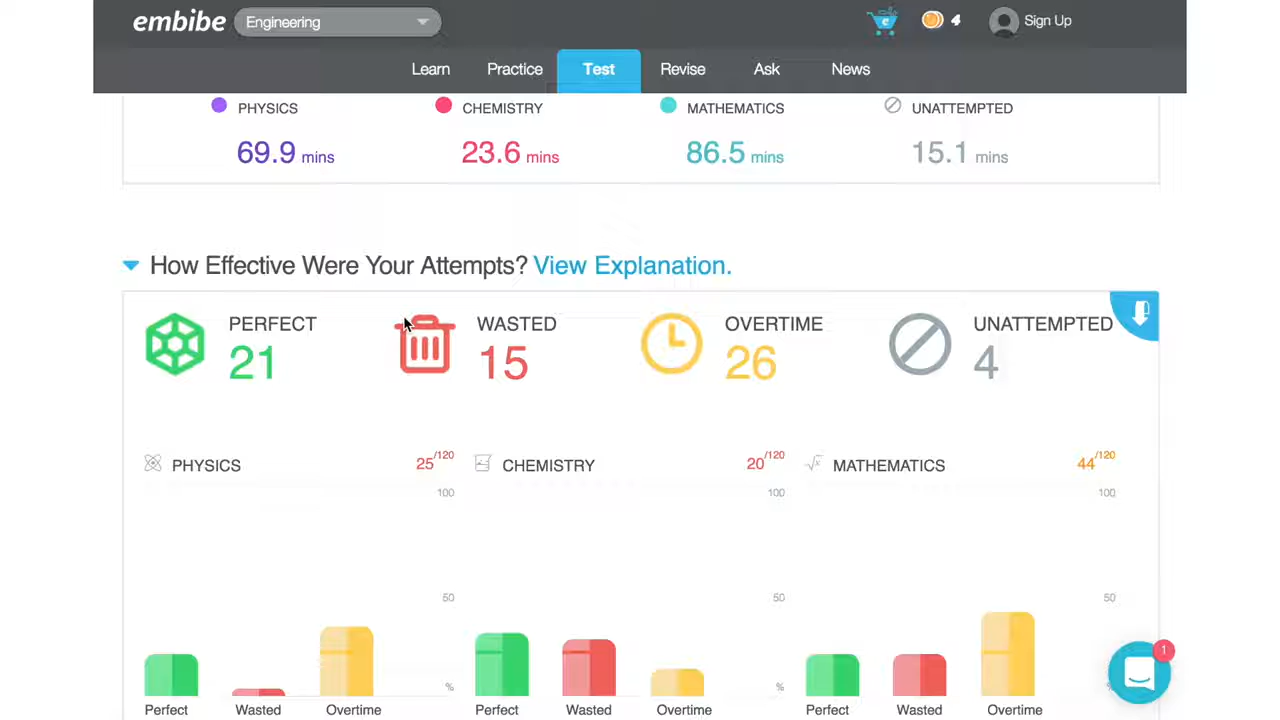 embibe Engineering 4 Sign Up
Learn Practice Test Revise Ask News
PHYSICS CHEMISTRY MATHEMATICS UNATTEMPTED
69.9 mins 23.6 mins 86.5 mins 15.1 mins
How Effective Were Your Attempts? View Explanation.
PERFECT WASTED OVERTIME UNATTEMPTED
21 15 26 4
PHYSICS 25/120 CHEMISTRY 20/120 MATHEMATICS 44/120
100 100 100
50 50 50
1
% % %
Perfect Wasted Overtime Perfect Wasted Overtime Perfect Wasted Overtime